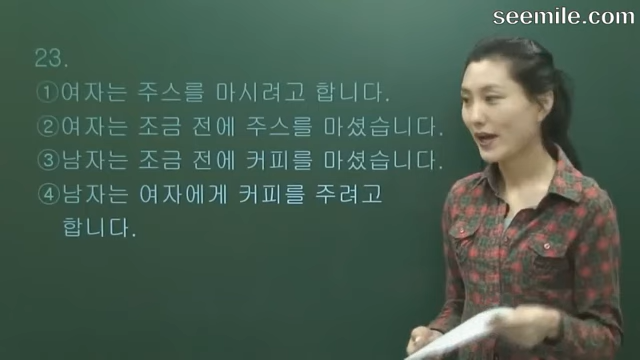 seemile.com
23.
①여자는 주스를 마시려고 합니다.
②여자는 조금 전에 주스를 마셨습니다.
③남자는 조금 전에 커피를 마셨습니다.
④남자는 여자에게 커피를 주려고
합니다.